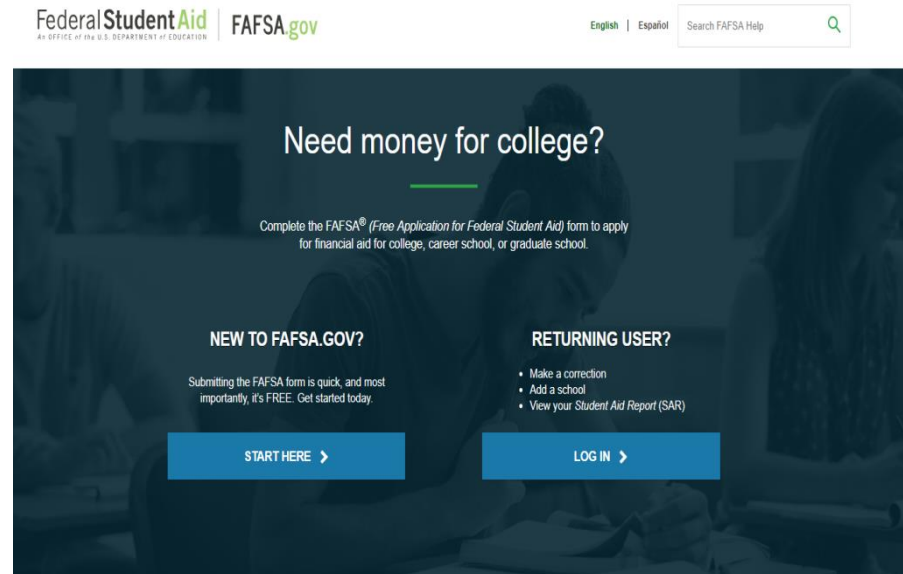 Federal StudentAid
An OFFICE of the U.S. DEPARTMENT of EDUCATION
FAFSA.gov
English | Español
Search FAFSA Help
Need money for college?
Complete the FAFSA® (Free Application for Federal Student Aid) form to apply
for financial aid for college, career school, or graduate school.
NEW TO FAFSA.GOV?
Submitting the FAFSA form is quick, and most
importantly, it's FREE. Get started today.
START HERE
RETURNING USER?
• Make a correction
• Add a school
• View your Student Aid Report (SAR)
LOG IN